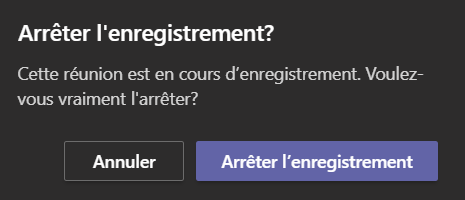 Arrêter l'enregistrement?
Cette réunion est en cours d’enregistrement. Voulez-
vous vraiment l'arrêter?
Annuler
Arrêter l’enregistrement